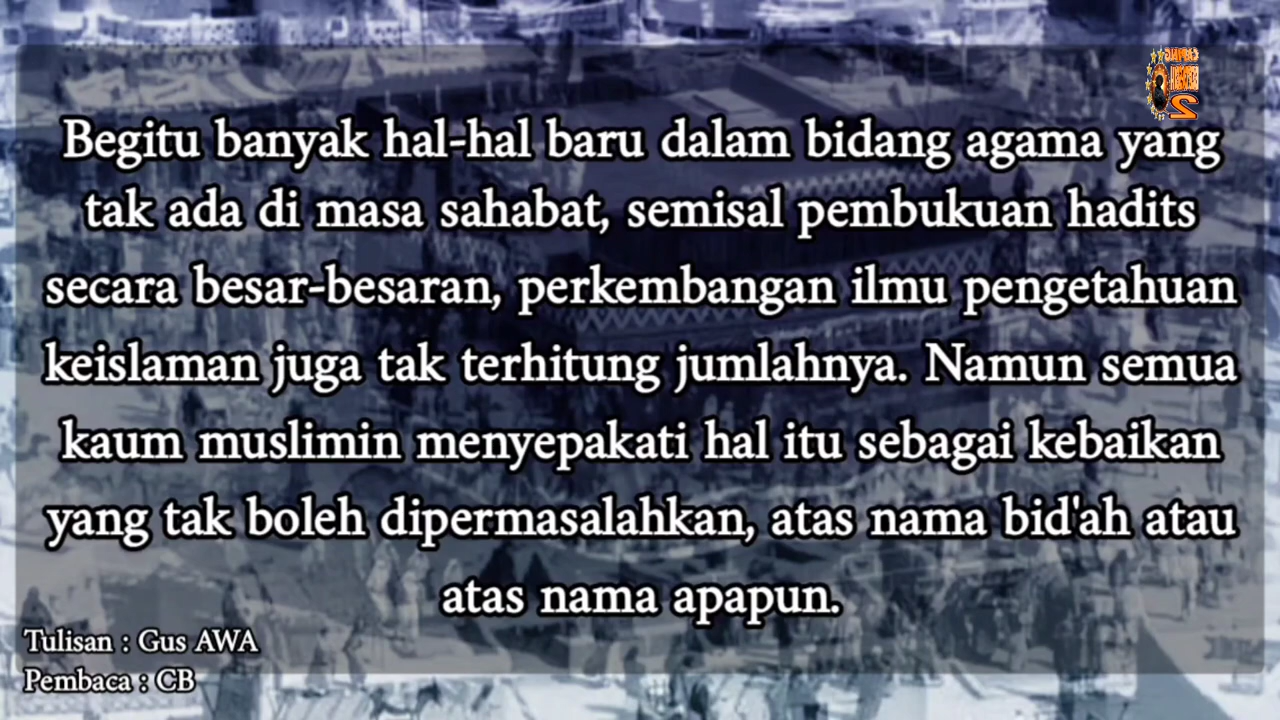 Begitu banyak hal-hal baru dalam bidang agama yang
tak ada di masa sahabat, semisal pembukuan hadits
secara besar-besaran, perkembangan ilmu pengetahuan
keislaman juga tak terhitung jumlahnya. Namun semua
kaum muslimin menyepakati hal itu sebagai kebaikan
yang tak boleh dipermasalahkan, atas nama bid'ah atau
atas nama apapun.
Tulisan : Gus AWA
Pembaca : CB